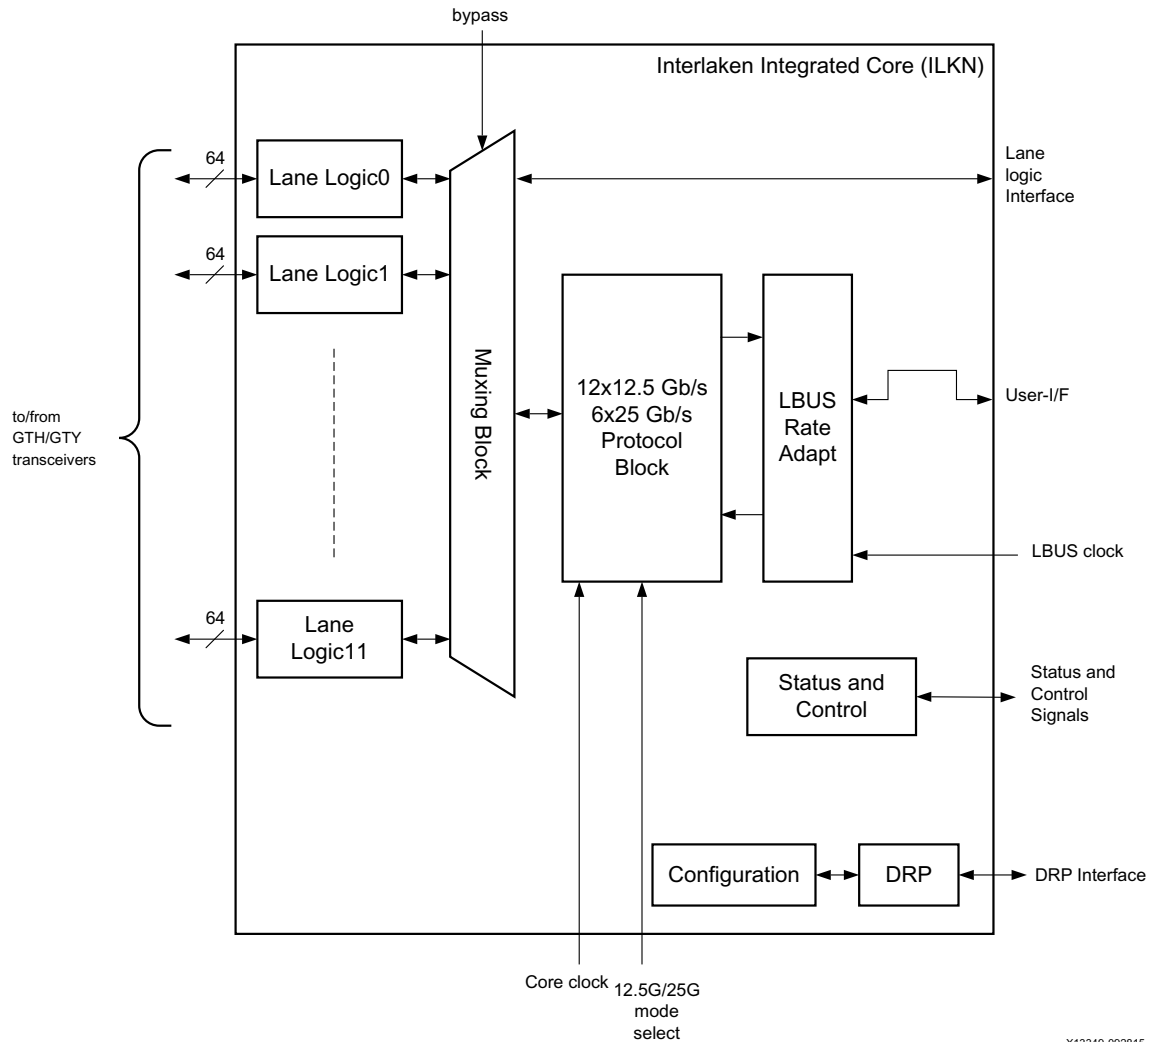 bypass
Interlaken Integrated Core (ILKN)
64
Lane Logic0
Lane
logic
Interface
64
Lane Logic1
Muxing Block
12x12.5 Gb/s
6x25 Gb/s
Protocol
Block
LBUS
Rate
Adapt
User-I/F
to/from
GTH/GTY
transceivers
LBUS clock
64
Lane
Logic11
Status and
Control
Status and
Control
Signals
Configuration
DRP
DRP Interface
Core clock
12.5G/25G
mode
select
X13349-092815